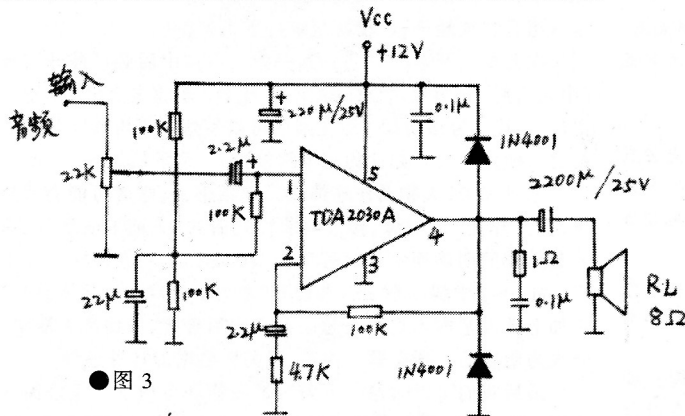 Vcc
+12V
输入
音频
100K
220μ/25V
0.1μ
1N4001
22K
2.2μ
+
+
5
1
TDA2030A
4
2200μ/25V
100K
2
3
1Ω
22μ
100K
2.2μ
100K
0.1μ
RL
8Ω
4.7K
1N4001
●图 3